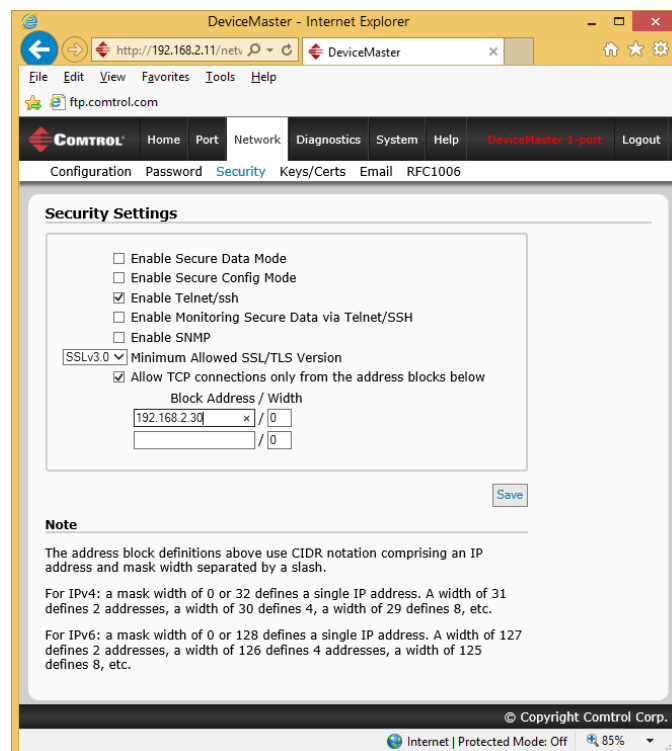 DeviceMaster - Internet Explorer
http://192.168.2.11/netv
DeviceMaster
File Edit View Favorites Tools Help
ftp.comtrol.com
COMTROL Home Port Network Diagnostics System Help DeviceMaster 1-port Logout
Configuration Password Security Keys/Certs Email RFC1006
Security Settings
Enable Secure Data Mode
Enable Secure Config Mode
Enable Telnet/ssh
Enable Monitoring Secure Data via Telnet/SSH
Enable SNMP
SSLv3.0 Minimum Allowed SSL/TLS Version
Allow TCP connections only from the address blocks below
Block Address / Width
192.168.2.30 / 0
/ 0
Save
Note
The address block definitions above use CIDR notation comprising an IP
address and mask width separated by a slash.
For IPv4: a mask width of 0 or 32 defines a single IP address. A width of 31
defines 2 addresses, a width of 30 defines 4, a width of 29 defines 8, etc.
For IPv6: a mask width of 0 or 128 defines a single IP address. A width of 127
defines 2 addresses, a width of 126 defines 4 addresses, a width of 125
defines 8, etc.
© Copyright Comtrol Corp.
Internet | Protected Mode: Off 85%